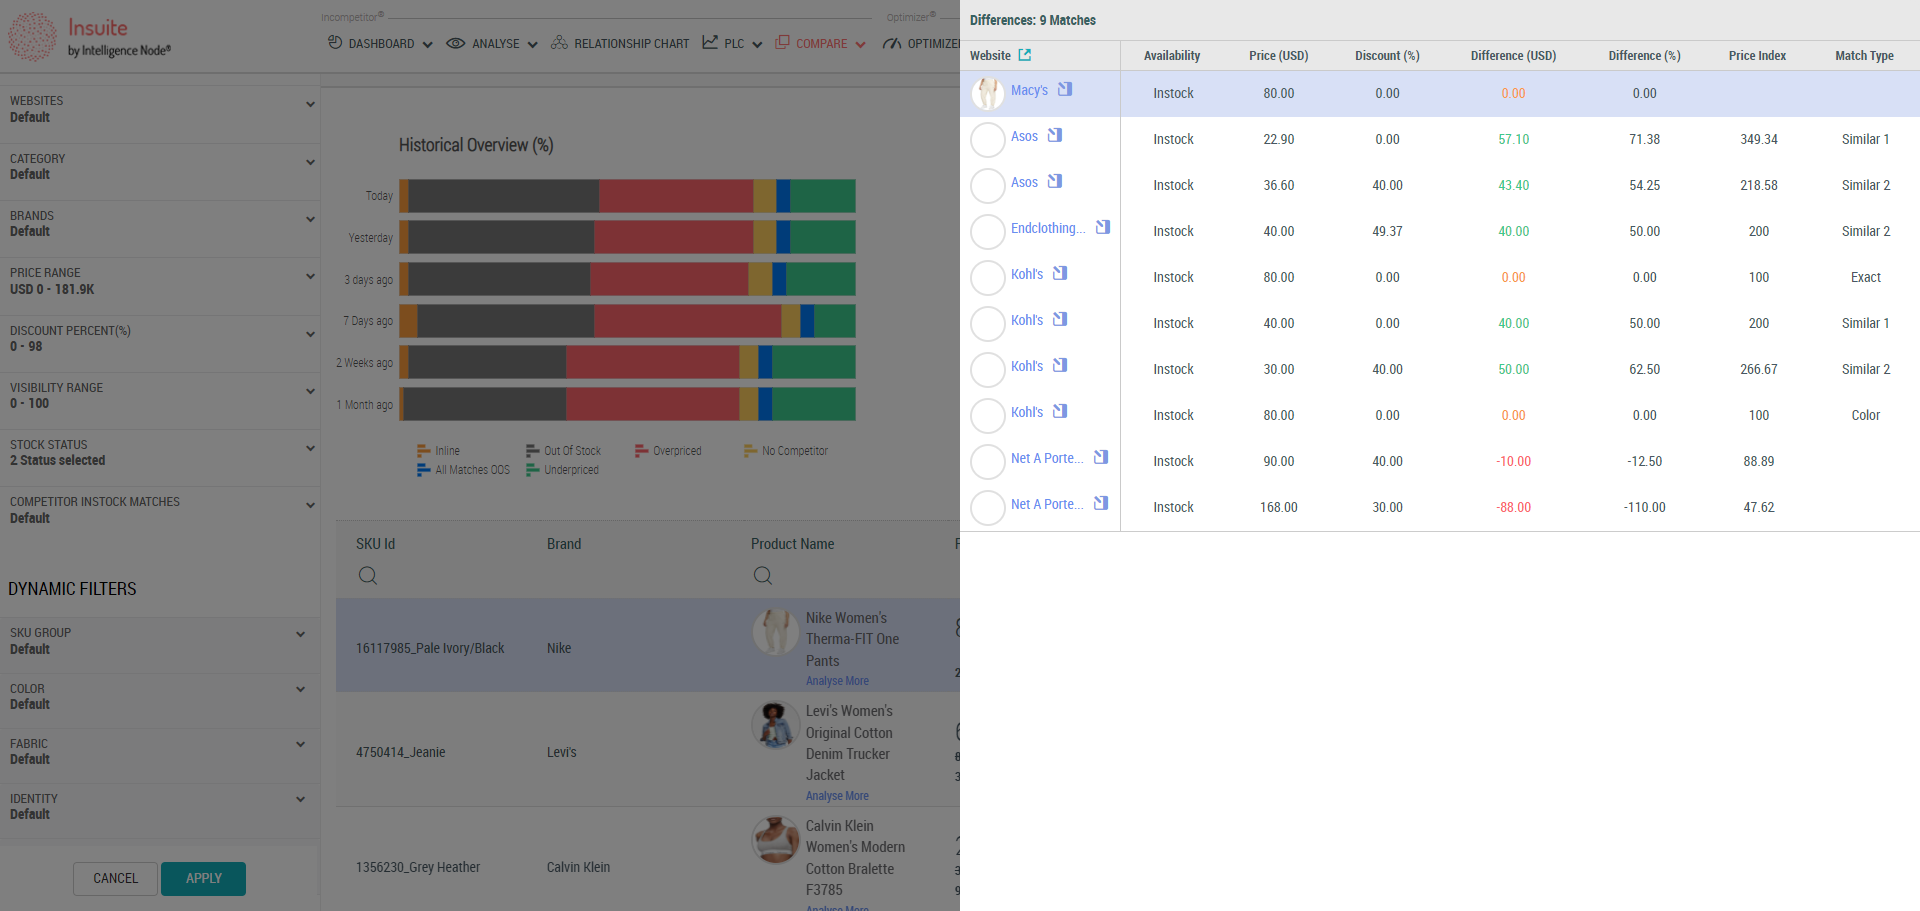 Insuite
by Intelligence Node®
Incompetitor®
Optimizer®
DASHBOARD
ANALYSE
RELATIONSHIP CHART
PLC
COMPARE
WEBSITES
Default
CATEGORY
Default
BRANDS
Default
PRICE RANGE
USD 0 - 181.9K
DISCOUNT PERCENT(%)
0 - 98
VISIBILITY RANGE
0 - 100
STOCK STATUS
2 Status selected
COMPETITOR INSTOCK MATCHES
Default
DYNAMIC FILTERS
SKU GROUP
Default
COLOR
Default
FABRIC
Default
IDENTITY
Default
CANCEL
APPLY
Historical Overview (%)
Today
Yesterday
3 days ago
7 Days ago
2 Weeks ago
1 Month ago
Inline
Out Of Stock
Overpriced
No Competitor
All Matches OOS
Underpriced
SKU Id
Brand
Product Name
16117985_Pale Ivory/Black
Nike
Nike Women's
Therma-FIT One
Pants
Analyse More
4750414_Jeanie
Levi's
Levi's Women's
Original Cotton
Denim Trucker
Jacket
Analyse More
1356230_Grey Heather
Calvin Klein
Calvin Klein
Women's Modern
Cotton Bralette
F3785
Analyse More
Differences: 9 Matches
Website Availability Price (USD) Discount (%) Difference (USD) Difference (%) Price Index Match Type
Macy's Instock 80.00 0.00 0.00 0.00
Asos Instock 22.90 0.00 57.10 71.38 349.34 Similar 1
Asos Instock 36.60 40.00 43.40 54.25 218.58 Similar 2
Endclothing... Instock 40.00 49.37 40.00 50.00 200 Similar 2
Kohl's Instock 80.00 0.00 0.00 0.00 100 Exact
Kohl's Instock 40.00 0.00 40.00 50.00 200 Similar 1
Kohl's Instock 30.00 40.00 50.00 62.50 266.67 Similar 2
Kohl's Instock 80.00 0.00 0.00 0.00 100 Color
Net A Porte... Instock 90.00 40.00 -10.00 -12.50 88.89
Net A Porte... Instock 168.00 30.00 -88.00 -110.00 47.62